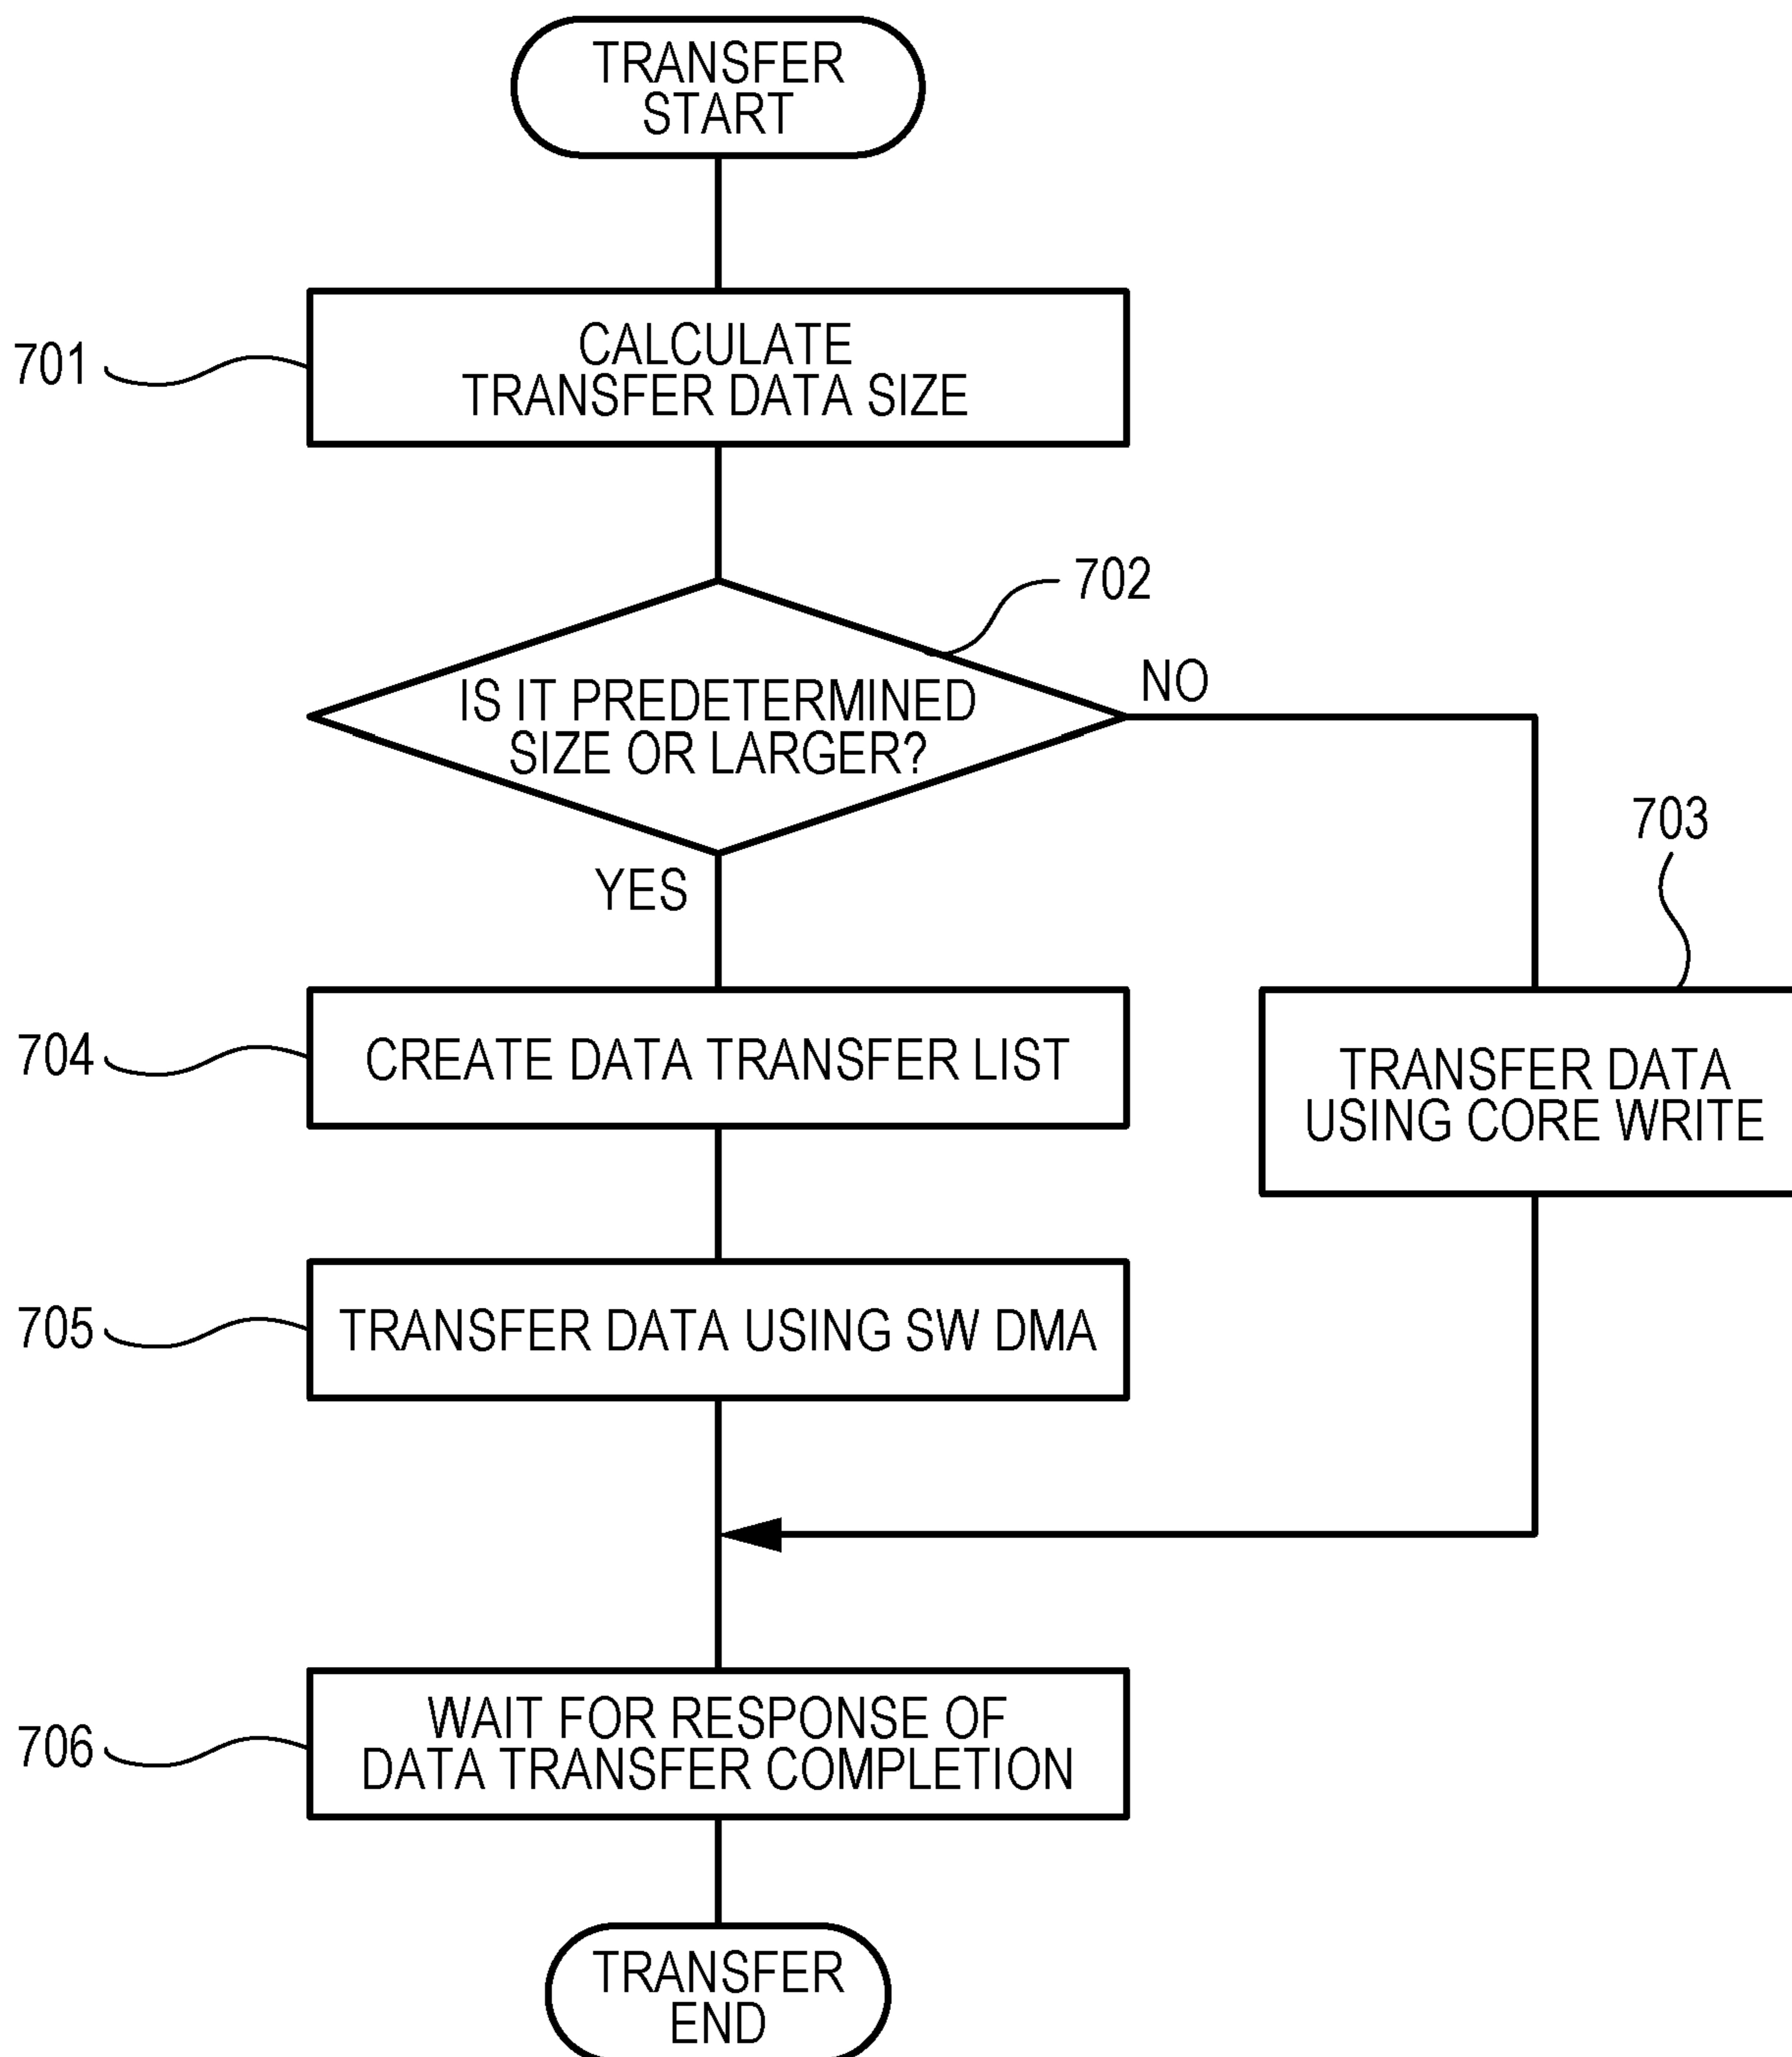 TRANSFER
START
701
CALCULATE
TRANSFER DATA SIZE
702
IS IT PREDETERMINED
SIZE OR LARGER?
NO
YES
703
704
CREATE DATA TRANSFER LIST
TRANSFER DATA
USING CORE WRITE
705
TRANSFER DATA USING SW DMA
706
WAIT FOR RESPONSE OF
DATA TRANSFER COMPLETION
TRANSFER
END